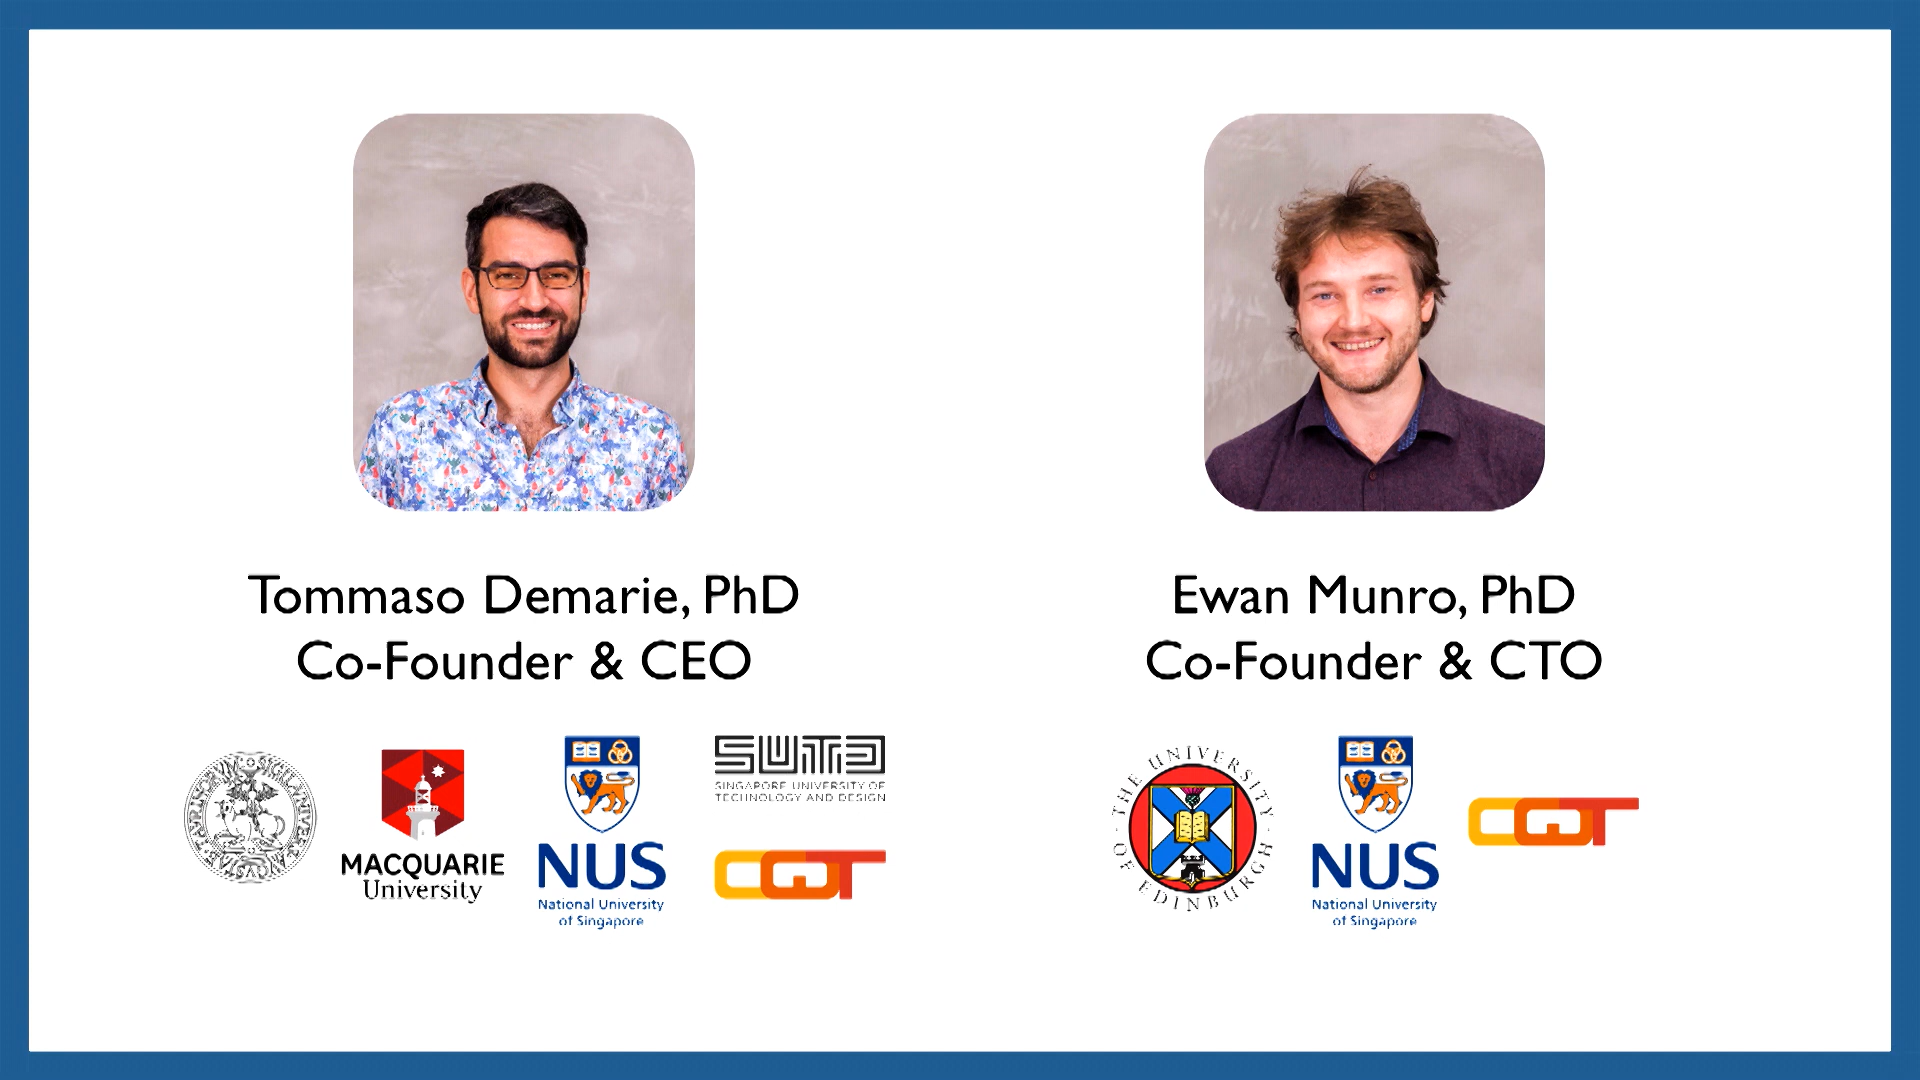 Tommaso Demarie, PhD
Co-Founder & CEO
MACQUARIE
University
NUS
National University
of Singapore
SUTD
SINGAPORE UNIVERSITY OF
TECHNOLOGY AND DESIGN
CQT
Ewan Munro, PhD
Co-Founder & CTO
THE UNIVERSITY
OF EDINBURGH
NUS
National University
of Singapore
CQT